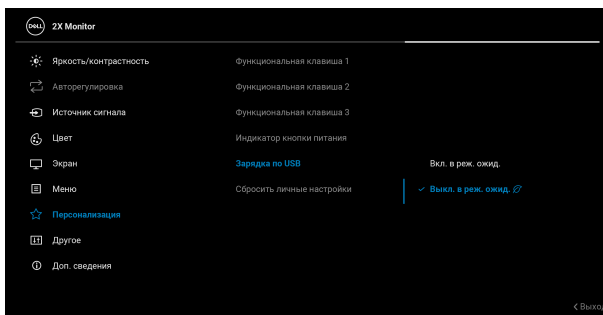 DELL 2X Monitor
Яркость/контрастность Функциональная клавиша 1
Авторегулировка Функциональная клавиша 2
Источник сигнала Функциональная клавиша 3
Цвет Индикатор кнопки питания
Экран Зарядка по USB Вкл. в реж. ожид.
Меню Сбросить личные настройки Выкл. в реж. ожид.
Персонализация
Другое
Доп. сведения